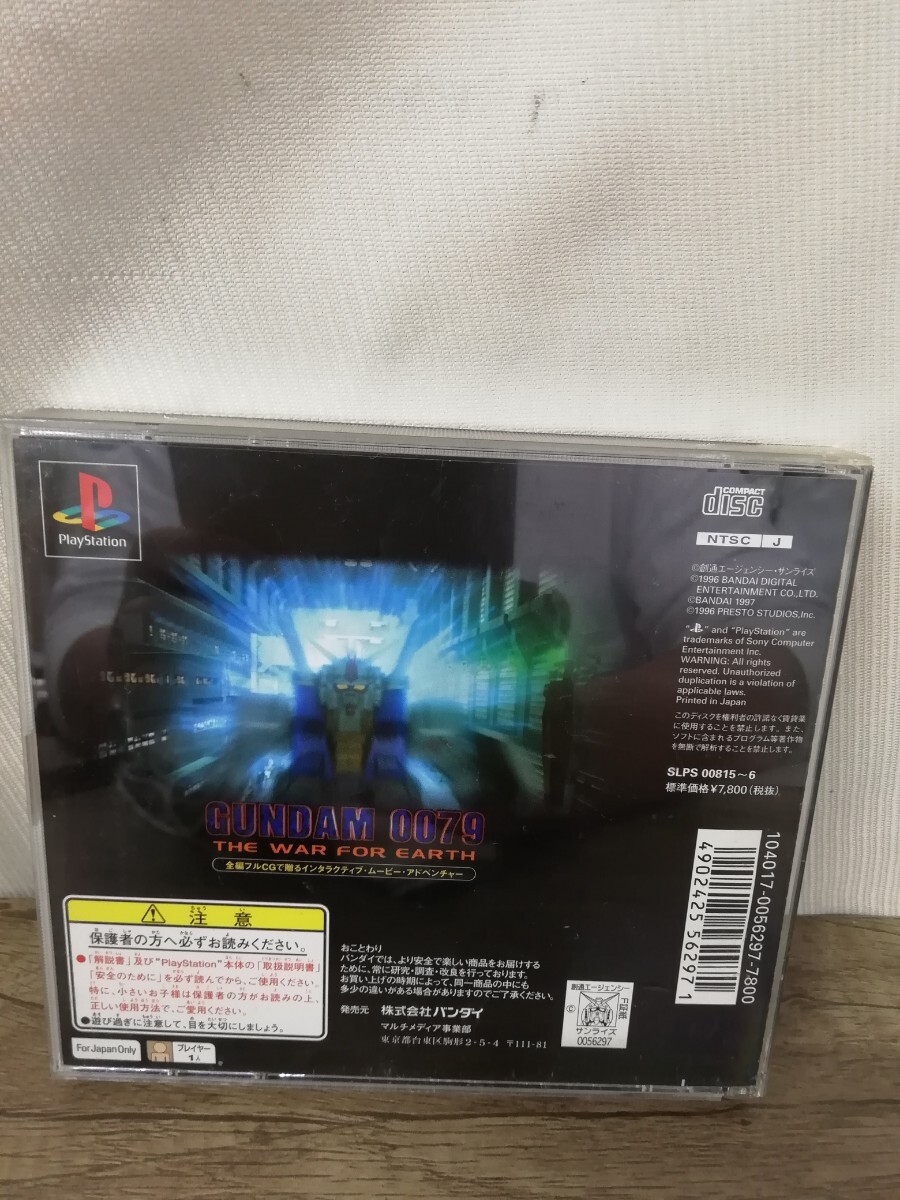 PlayStation
COMPACT
disc
NTSC J
©創通エージェンシー・サンライズ
©1996 BANDAI DIGITAL
ENTERTAINMENT CO.,LTD.
©BANDAI 1997
©1996 PRESTO STUDIOS,Inc.
" " and "PlayStation" are
trademarks of Sony Computer
Entertainment Inc.
WARNING: All rights
reserved. Unauthorized
duplication is a violation of
applicable laws.
Printed in Japan
このディスクを権利者の許諾なく賃貸業
に使用することを禁止します。また、
ソフトに含まれるプログラム等著作物
を無断で解析することを禁止します。
SLPS 00815～6
標準価格¥7,800(税抜)
GUNDAM 0079
THE WAR FOR EARTH
全編フルCGで贈るインタラクティブ・ムービー・アドベンチャー
注意
ちゅう い
保護者の方へ必ずお読みください。
●「解説書」及び"PlayStation"本体の「取扱説明書」
「安全のために」を必ず読んでから、ご使用ください。
特に、小さいお子様は保護者の方がお読みの上、
正しい使用方法で、ご愛用ください。
●遊び過ぎに注意して、目を大切にしましょう。
For Japan Only
プレイヤー
1人
おことわり
バンダイでは、より安全で楽しい商品をお届けする
ために、常に研究・調査・改良を行っております。
お買い上げの時期によって、同一商品の中にも
多少の違いがある場合がありますのでご了承ください。
発売元 株式会社バンダイ
マルチメディア事業部
東京都台東区駒形2-5-4 〒111-81
創通エージェンシー
©
サンライズ
0056297
4902425562971
104017-0056297-7800